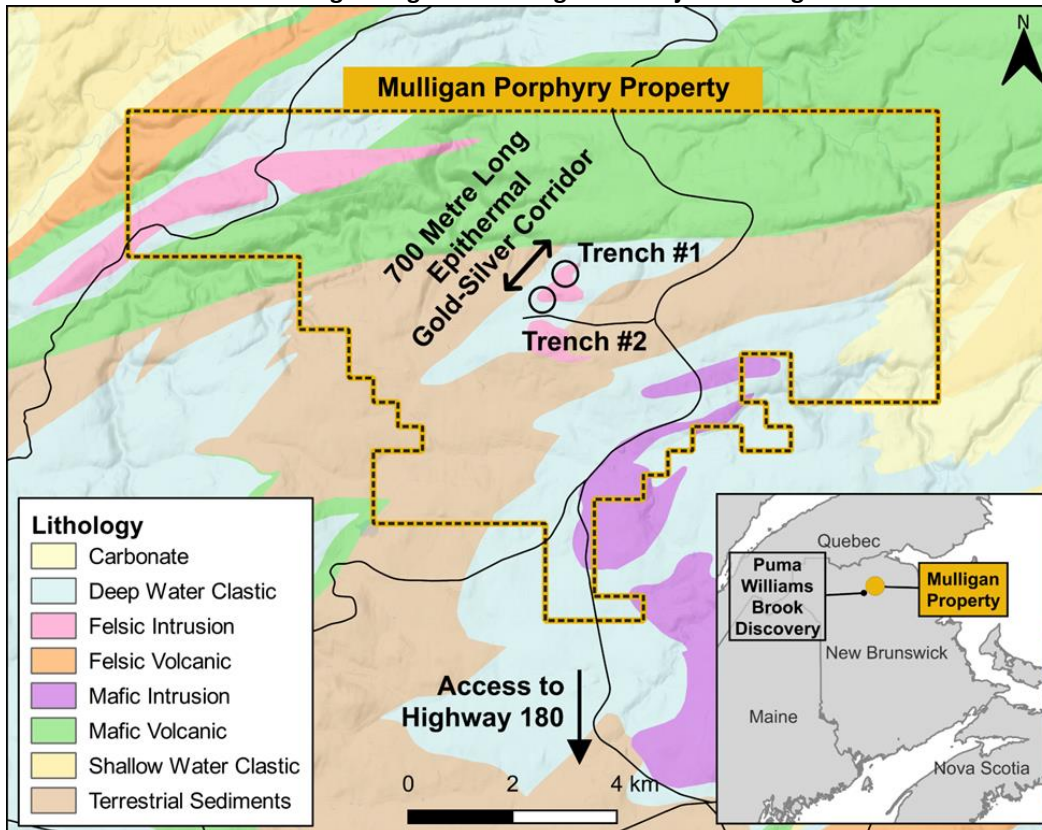 N
Mulligan Porphyry Property
700 Metre Long
Epithermal
Gold-Silver Corridor
Trench #1
Trench #2
Lithology
Carbonate
Deep Water Clastic
Felsic Intrusion
Felsic Volcanic
Mafic Intrusion
Mafic Volcanic
Shallow Water Clastic
Terrestrial Sediments
Access to
Highway 180
0 2 4 km
Quebec
Puma
Williams
Brook
Discovery
Mulligan
Property
New Brunswick
Maine
Nova Scotia